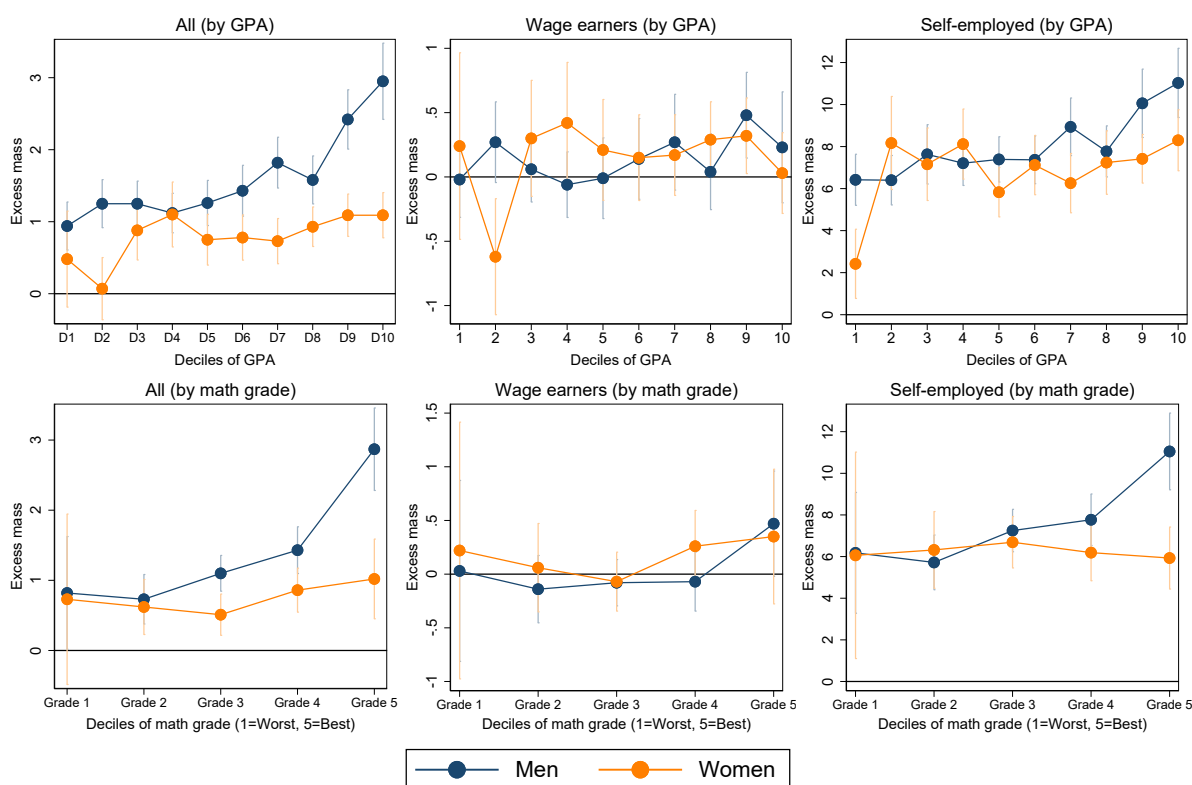 All (by GPA)
Excess mass
3
2
1
0
D1 D2 D3 D4 D5 D6 D7 D8 D9 D10
Deciles of GPA
Wage earners (by GPA)
Excess mass
1
.5
0
-.5
-1
1 2 3 4 5 6 7 8 9 10
Deciles of GPA
Self-employed (by GPA)
Excess mass
12
10
8
6
4
2
0
1 2 3 4 5 6 7 8 9 10
Deciles of GPA
All (by math grade)
Excess mass
3
2
1
0
Grade 1 Grade 2 Grade 3 Grade 4 Grade 5
Deciles of math grade (1=Worst, 5=Best)
Wage earners (by math grade)
Excess mass
1.5
1
.5
0
-.5
-1
Grade 1 Grade 2 Grade 3 Grade 4 Grade 5
Deciles of math grade (1=Worst, 5=Best)
Self-employed (by math grade)
Excess mass
12
10
8
6
4
2
0
Grade 1 Grade 2 Grade 3 Grade 4 Grade 5
Deciles of math grade (1=Worst, 5=Best)
Men Women